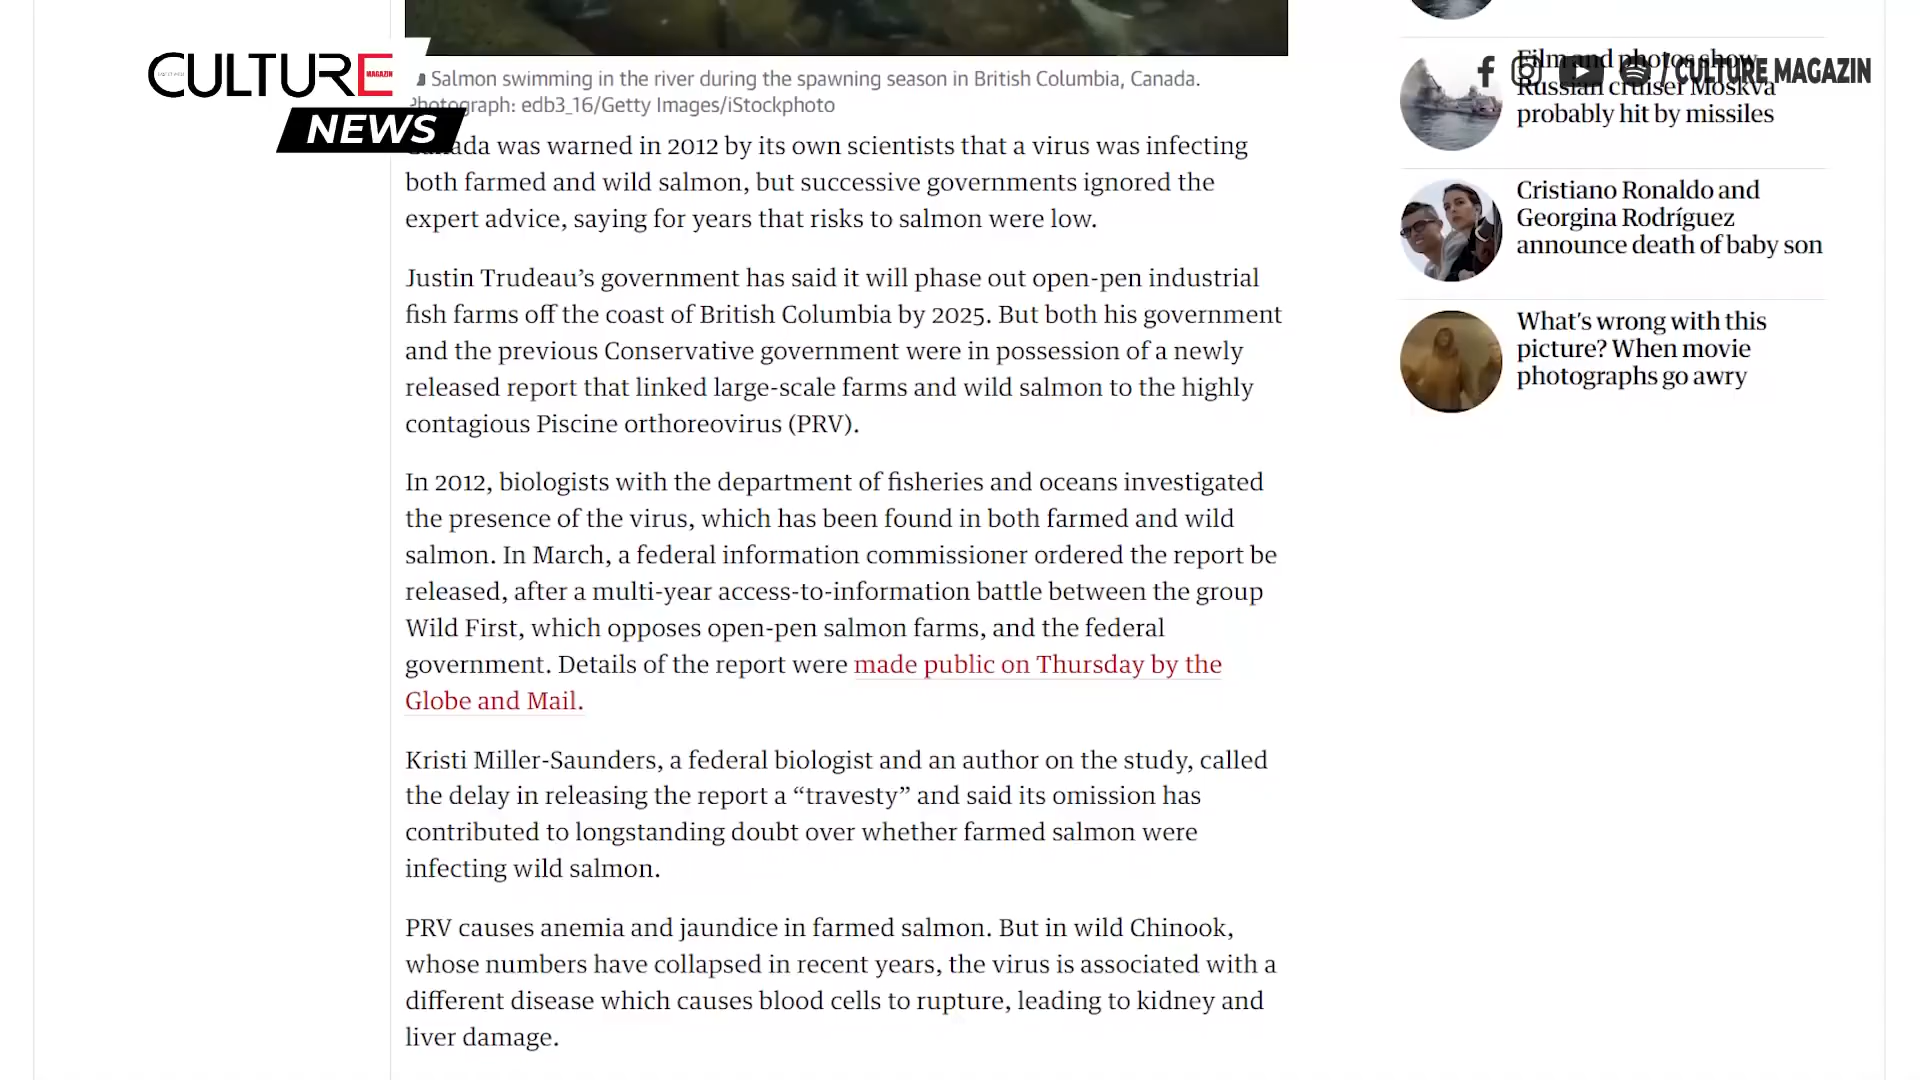 CULTURE
MAGAZIN
NEWS
/ CULTURE MAGAZIN
Salmon swimming in the river during the spawning season in British Columbia, Canada.
Photograph: edb3_16/Getty Images/iStockphoto
Canada was warned in 2012 by its own scientists that a virus was infecting
both farmed and wild salmon, but successive governments ignored the
expert advice, saying for years that risks to salmon were low.
Justin Trudeau’s government has said it will phase out open-pen industrial
fish farms off the coast of British Columbia by 2025. But both his government
and the previous Conservative government were in possession of a newly
released report that linked large-scale farms and wild salmon to the highly
contagious Piscine orthoreovirus (PRV).
In 2012, biologists with the department of fisheries and oceans investigated
the presence of the virus, which has been found in both farmed and wild
salmon. In March, a federal information commissioner ordered the report be
released, after a multi-year access-to-information battle between the group
Wild First, which opposes open-pen salmon farms, and the federal
government. Details of the report were made public on Thursday by the
Globe and Mail.
Kristi Miller-Saunders, a federal biologist and an author on the study, called
the delay in releasing the report a “travesty” and said its omission has
contributed to longstanding doubt over whether farmed salmon were
infecting wild salmon.
PRV causes anemia and jaundice in farmed salmon. But in wild Chinook,
whose numbers have collapsed in recent years, the virus is associated with a
different disease which causes blood cells to rupture, leading to kidney and
liver damage.
Film and photos show
Russian cruiser Moskva
probably hit by missiles
Cristiano Ronaldo and
Georgina Rodríguez
announce death of baby son
What’s wrong with this
picture? When movie
photographs go awry